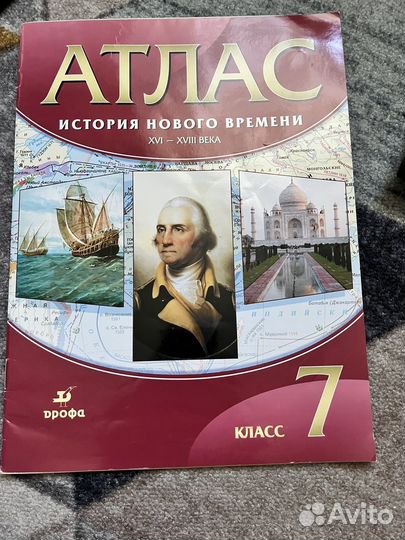 АТЛАС
ИСТОРИЯ НОВОГО ВРЕМЕНИ
XVI – XVIII ВЕКА
ДРОФА
КЛАСС 7
Avito